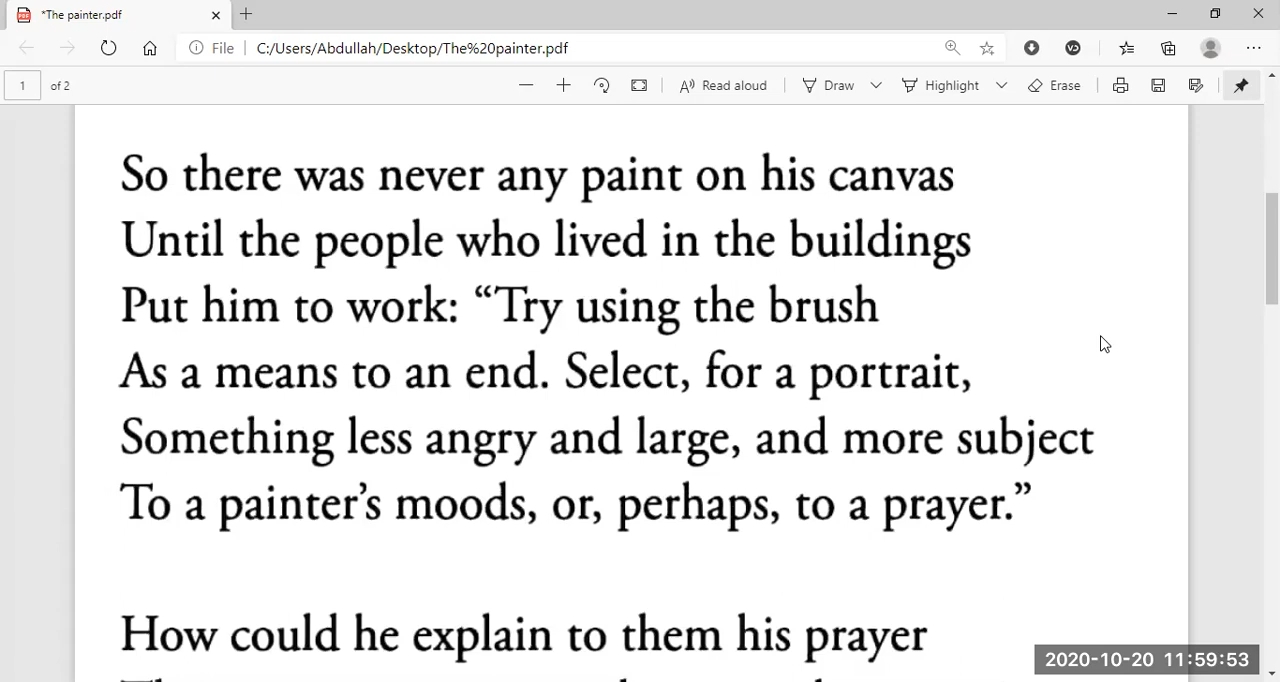 *The painter.pdf
File
C:/Users/Abdullah/Desktop/The%20painter.pdf
1 of 2
Read aloud
Draw
Highlight
Erase
So there was never any paint on his canvas
Until the people who lived in the buildings
Put him to work: “Try using the brush
As a means to an end. Select, for a portrait,
Something less angry and large, and more subject
To a painter’s moods, or, perhaps, to a prayer.”
How could he explain to them his prayer
2020-10-20 11:59:53